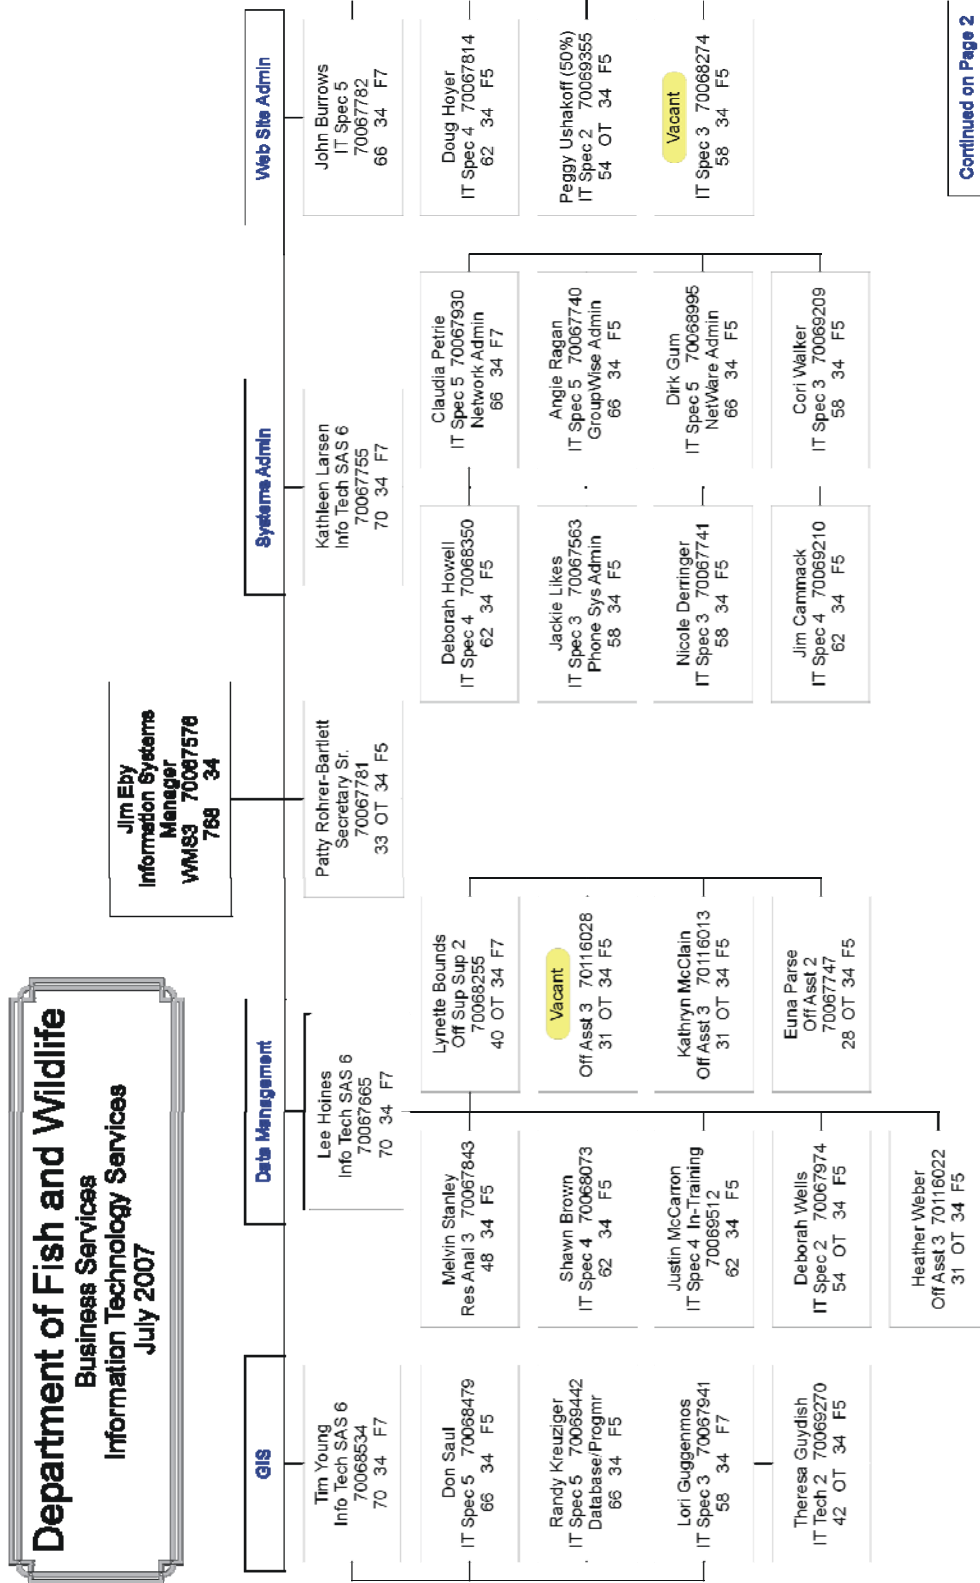 Department of Fish and Wildlife
Business Services
Information Technology Services
July 2007
Jim Eby
Information Systems
Manager
WMS3 70067576
768 34
GIS
Data Management
Systems Admin
Web Site Admin
Tim Young
Info Tech SAS 6
70068534
70 34 F7
Lee Hoines
Info Tech SAS 6
70067665
70 34 F7
Patty Rohrer-Bartlett
Secretary Sr.
70067781
33 OT 34 F5
Kathleen Larsen
Info Tech SAS 6
70067755
70 34 F7
John Burrows
IT Spec 5
70067782
66 34 F7
Don Saul
IT Spec 5 70068479
66 34 F5
Randy Kreuziger
IT Spec 5 70069442
Database/Progmr
66 34 F5
Lori Guggenmos
IT Spec 3 70067941
58 34 F7
Theresa Guydish
IT Tech 2 70069270
42 OT 34 F5
Melvin Stanley
Res Anal 3 70067843
48 34 F5
Shawn Brown
IT Spec 4 70068073
62 34 F5
Justin McCarron
IT Spec 4 In-Training
70069512
62 34 F5
Deborah Wells
IT Spec 2 70067974
54 OT 34 F5
Heather Weber
Off Asst 3 70116022
31 OT 34 F5
Lynette Bounds
Off Sup Sup 2
70068255
40 OT 34 F7
Vacant
Off Asst 3 70116028
31 OT 34 F5
Kathryn McClain
Off Asst 3 70116013
31 OT 34 F5
Euna Parse
Off Asst 2
70067747
28 OT 34 F5
Deborah Howell
IT Spec 4 70068350
62 34 F5
Jackie Likes
IT Spec 3 70067563
Phone Sys Admin
58 34 F5
Nicole Derringer
IT Spec 3 70067741
58 34 F5
Jim Cammack
IT Spec 4 70069210
62 34 F5
Claudia Petrie
IT Spec 5 70067930
Network Admin
66 34 F7
Angie Ragan
IT Spec 5 70067740
GroupWise Admin
66 34 F5
Dirk Gum
IT Spec 5 70068995
NetWare Admin
66 34 F5
Cori Walker
IT Spec 3 70069209
58 34 F5
Doug Hoyer
IT Spec 4 70067814
62 34 F5
Peggy Ushakoff (50%)
IT Spec 2 70069355
54 OT 34 F5
Vacant
IT Spec 3 70068274
58 34 F5
Continued on Page 2